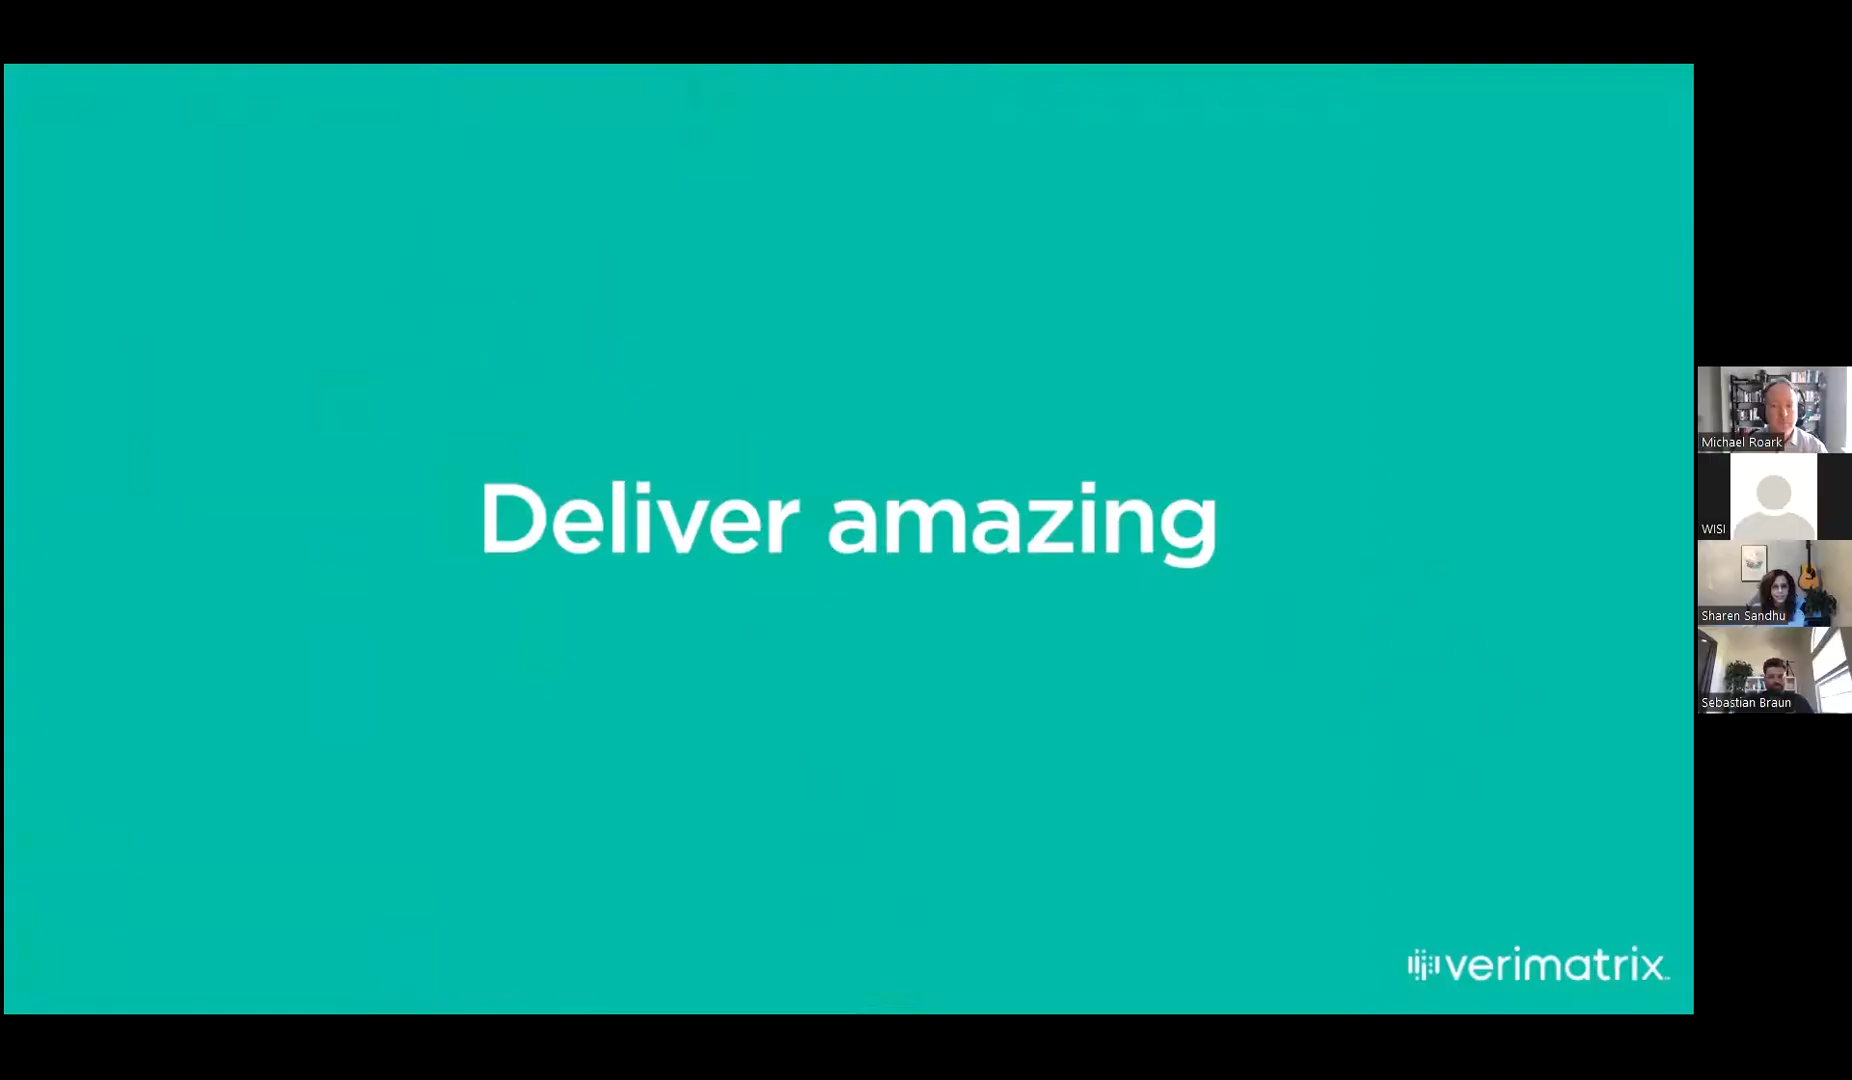 Deliver amazing
verimatrix
Michael Roark
WISI
Sharen Sandhu
Sebastian Braun